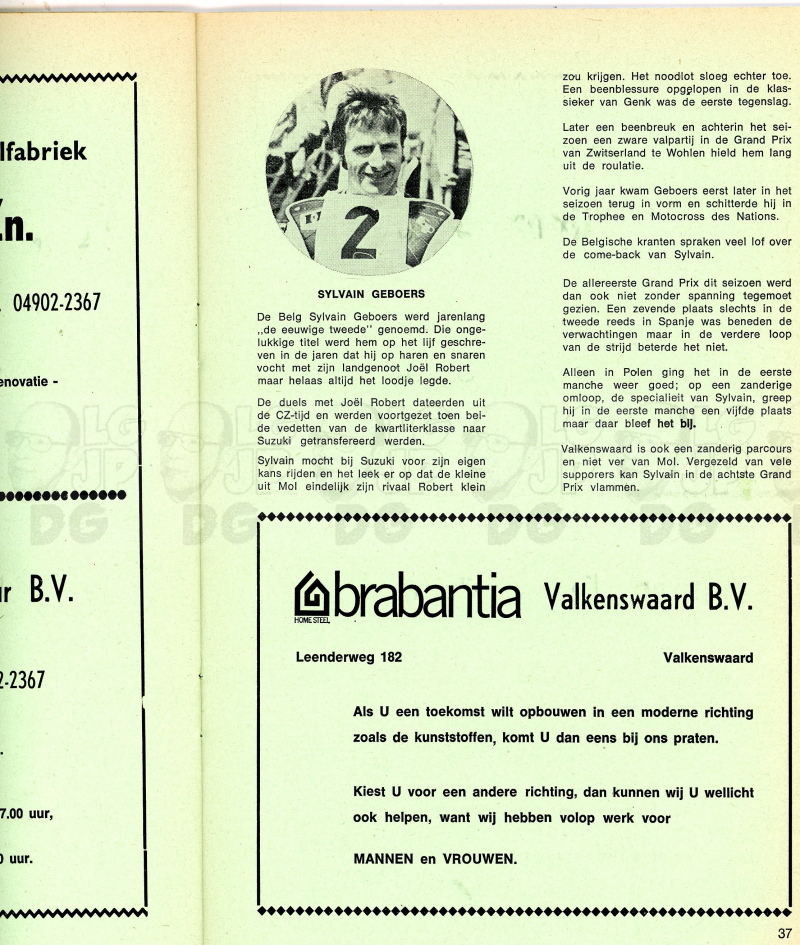 lfabriek
.n.
04902-2367
enovatie -
r B.V.
2-2367
7.00 uur,
0 uur.
2
SYLVAIN GEBOERS
De Belg Sylvain Geboers werd jarenlang
,,de eeuwige tweede" genoemd. Die onge-
lukkige titel werd hem op het lijf geschre-
ven in de jaren dat hij op haren en snaren
vocht met zijn landgenoot Joël Robert
maar helaas altijd het loodje legde.
De duels met Joël Robert dateerden uit
de CZ-tijd en werden voortgezet toen bei-
de vedetten van de kwartliterklasse naar
Suzuki getransfereerd werden.
Sylvain mocht bij Suzuki voor zijn eigen
kans rijden en het leek er op dat de kleine
uit Mol eindelijk zijn rivaal Robert klein
zou krijgen. Het noodlot sloeg echter toe.
Een beenblessure opgelopen in de klas-
sieker van Genk was de eerste tegenslag.
Later een beenbreuk en achterin het sei-
zoen een zware valpartij in de Grand Prix
van Zwitserland te Wohlen hield hem lang
uit de roulatie.
Vorig jaar kwam Geboers eerst later in het
seizoen terug in vorm en schitterde hij in
de Trophee en Motocross des Nations.
De Belgische kranten spraken veel lof over
de come-back van Sylvain.
De allereerste Grand Prix dit seizoen werd
dan ook niet zonder spanning tegemoet
gezien. Een zevende plaats slechts in de
tweede reeds in Spanje was beneden de
verwachtingen maar in de verdere loop
van de strijd beterde het niet.
Alleen in Polen ging het in de eerste
manche weer goed; op een zanderige
omloop, de specialieit van Sylvain, greep
hij in de eerste manche een vijfde plaats
maar daar bleef het bij.
Valkenswaard is ook een zanderig parcours
en niet ver van Mol. Vergezeld van vele
supporers kan Sylvain in de achtste Grand
Prix vlammen.
HOME STEEL
brabantia Valkenswaard B.V.
Leenderweg 182 Valkenswaard
Als U een toekomst wilt opbouwen in een moderne richting
zoals de kunststoffen, komt U dan eens bij ons praten.
Kiest U voor een andere richting, dan kunnen wij U wellicht
ook helpen, want wij hebben volop werk voor
MANNEN en VROUWEN.
37